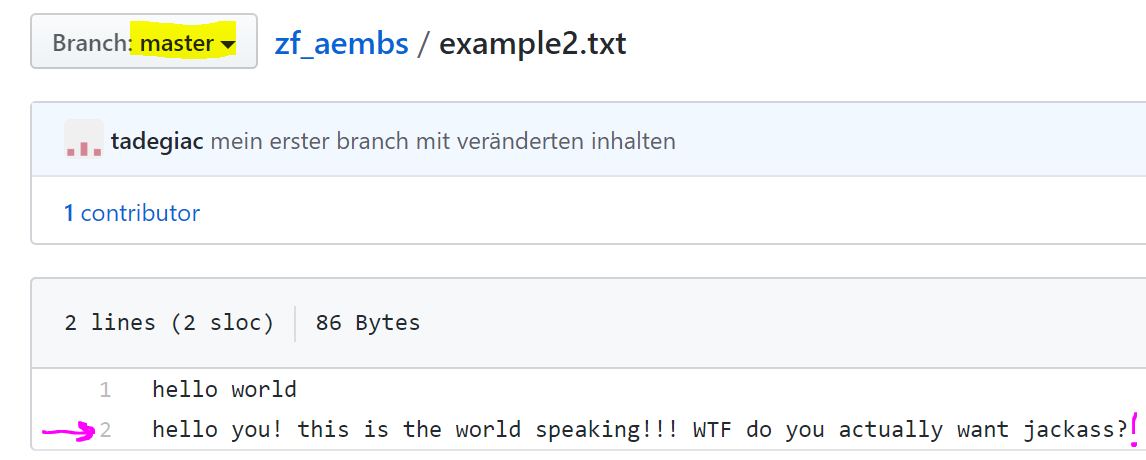 Branch: master zf_aembs / example2.txt
tadegiac mein erster branch mit veränderten inhalten
1 contributor
2 lines (2 sloc) 86 Bytes
1 hello world
2 hello you! this is the world speaking!!! WTF do you actually want jackass?!